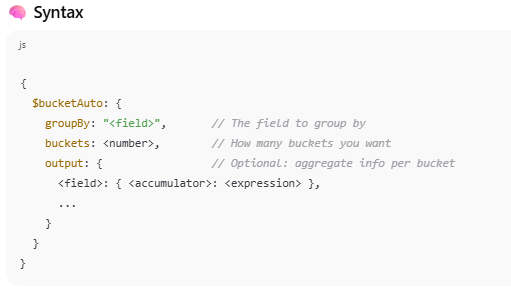 🧠 Syntax
js
{
  $bucketAuto: {
    groupBy: "<field>",       // The field to group by
    buckets: <number>,        // How many buckets you want
    output: {                 // Optional: aggregate info per bucket
      <field>: { <accumulator>: <expression> },
      ...
    }
  }
}